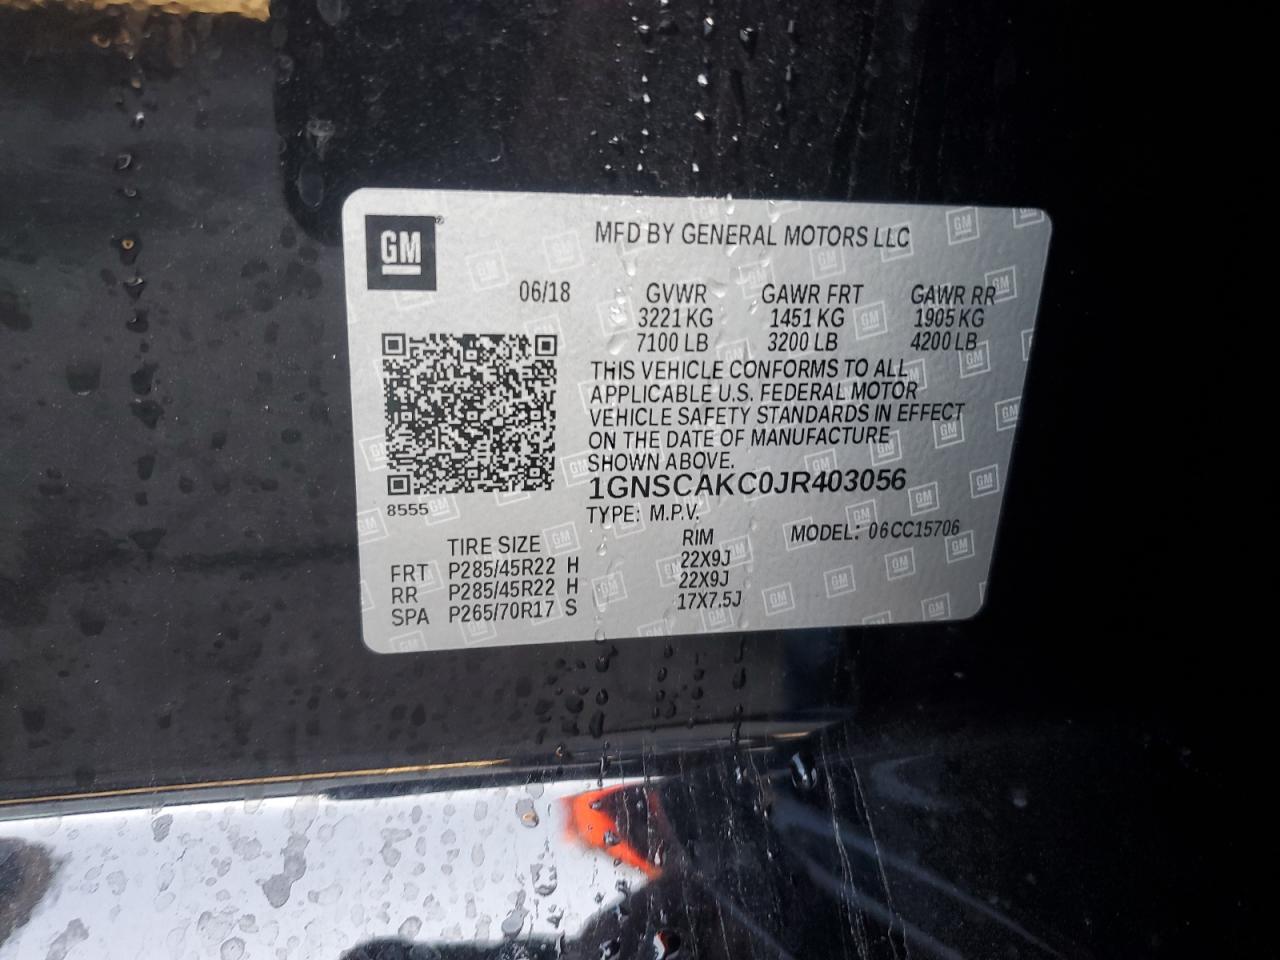 GM
MFD BY GENERAL MOTORS LLC
06/18 GVWR GAWR FRT GAWR RR
3221 KG 1451 KG 1905 KG
7100 LB 3200 LB 4200 LB
THIS VEHICLE CONFORMS TO ALL
APPLICABLE U.S. FEDERAL MOTOR
VEHICLE SAFETY STANDARDS IN EFFECT
ON THE DATE OF MANUFACTURE
SHOWN ABOVE.
1GNSCAKC0JR403056
8555
TYPE: M.P.V.
MODEL: 06CC15706
TIRE SIZE RIM
FRT P285/45R22 H 22X9J
RR P285/45R22 H 22X9J
SPA P265/70R17 S 17X7.5J